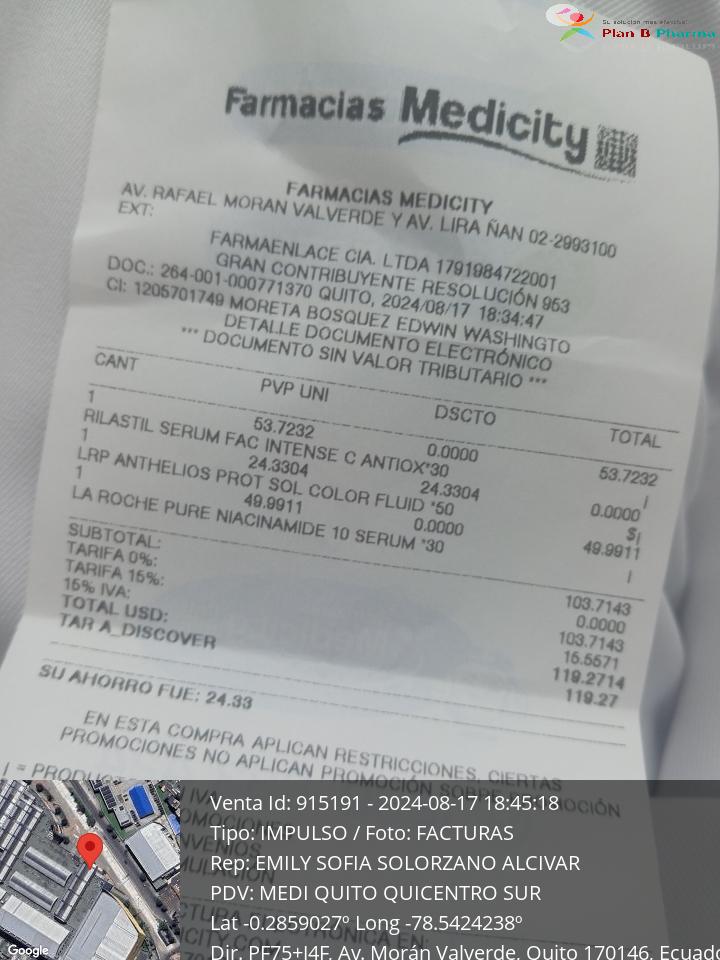 Su solución más efectiva!
Plan B Pharma
Farmacias Medicity
FARMACIAS MEDICITY
AV. RAFAEL MORAN VALVERDE Y AV. LIRA ÑAN 02-2993100
EXT:
FARMAENLACE CIA. LTDA 1791984722001
GRAN CONTRIBUYENTE RESOLUCIÓN 953
DOC.: 264-001-000771370 QUITO, 2024/08/17 18:34:47
CI: 1205701749 MORETA BOSQUEZ EDWIN WASHINGTO
DETALLE DOCUMENTO ELECTRÓNICO
*** DOCUMENTO SIN VALOR TRIBUTARIO ***
CANT PVP UNI DSCTO TOTAL
1 53.7232 0.0000 53.7232
RILASTIL SERUM FAC INTENSE C ANTIOX*30 I
1 24.3304 24.3304 0.0000
LRP ANTHELIOS PROT SOL COLOR FLUID *50 $I
1 49.9911 0.0000 49.9911
LA ROCHE PURE NIACINAMIDE 10 SERUM *30 I
SUBTOTAL: 103.7143
TARIFA 0%: 0.0000
TARIFA 15%: 103.7143
15% IVA: 15.5571
TOTAL USD: 119.2714
TAR A_DISCOVER 119.27
SU AHORRO FUE: 24.33
EN ESTA COMPRA APLICAN RESTRICCIONES, CIERTAS
PROMOCIONES NO APLICAN PROMOCIÓN SOBRE PROMOCIÓN
I = PRODUC IVA
Venta Id: 915191 - 2024-08-17 18:45:18
Tipo: IMPULSO / Foto: FACTURAS
Rep: EMILY SOFIA SOLORZANO ALCIVAR
PDV: MEDI QUITO QUICENTRO SUR
Lat -0.2859027º Long -78.5424238º
Dir. PF75+J4F, Av. Morán Valverde, Quito 170146, Ecuado
Google